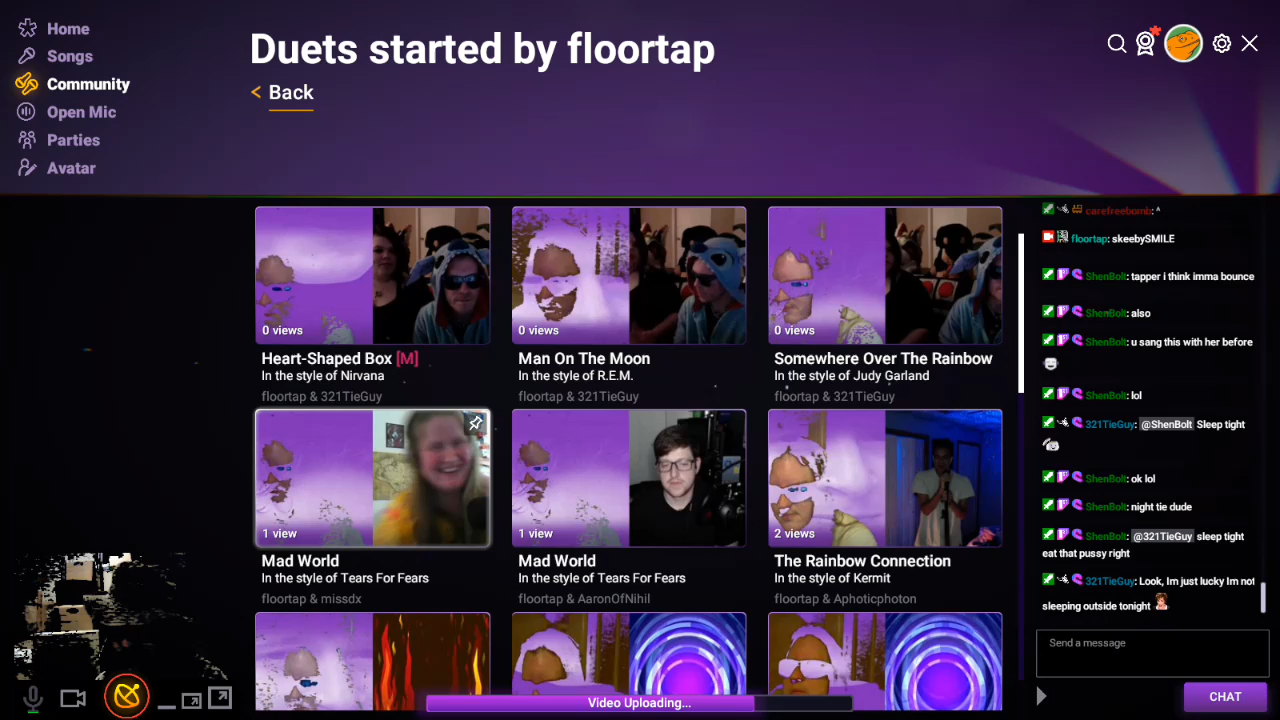 Home
Songs
Community
Open Mic
Parties
Avatar
Duets started by floortap
< Back
0 views
Heart-Shaped Box [M]
In the style of Nirvana
floortap & 321TieGuy
0 views
Man On The Moon
In the style of R.E.M.
floortap & 321TieGuy
0 views
Somewhere Over The Rainbow
In the style of Judy Garland
floortap & 321TieGuy
1 view
Mad World
In the style of Tears For Fears
floortap & missdx
1 view
Mad World
In the style of Tears For Fears
floortap & AaronOfNihil
2 views
The Rainbow Connection
In the style of Kermit
floortap & Aphoticphoton
Video Uploading...
carefreebomb: ^
floortap: skeebySMILE
ShenBolt: tapper i think imma bounce
ShenBolt: also
ShenBolt: u sang this with her before
ShenBolt: lol
321TieGuy: @ShenBolt Sleep tight
ShenBolt: ok lol
ShenBolt: night tie dude
ShenBolt: @321TieGuy sleep tight
eat that pussy right
321TieGuy: Look, Im just lucky Im not
sleeping outside tonight
Send a message
CHAT